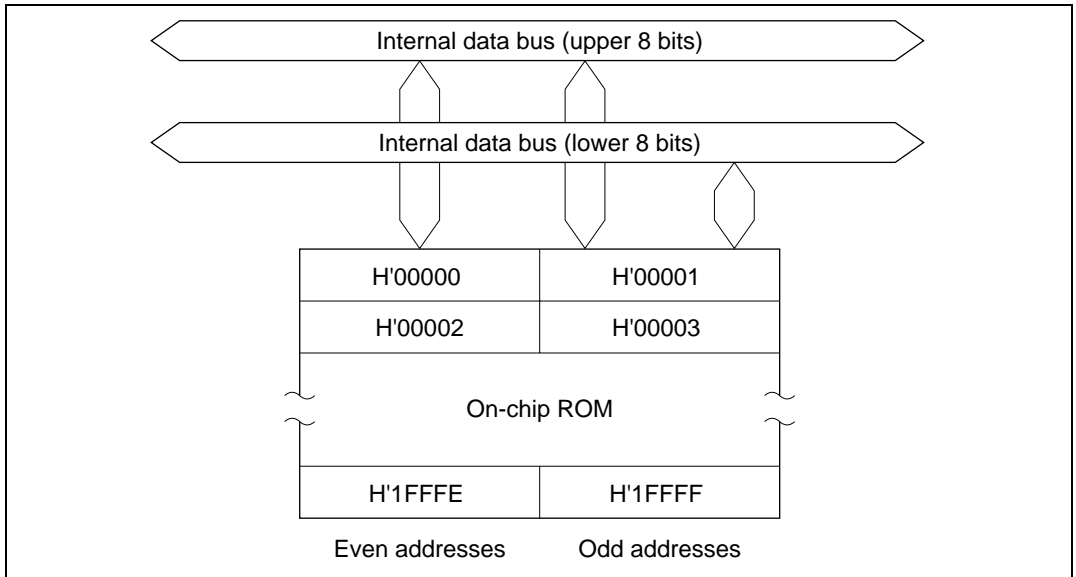 Internal data bus (upper 8 bits)
Internal data bus (lower 8 bits)
H'00000 H'00001
H'00002 H'00003
On-chip ROM
H'1FFFE H'1FFFF
Even addresses Odd addresses